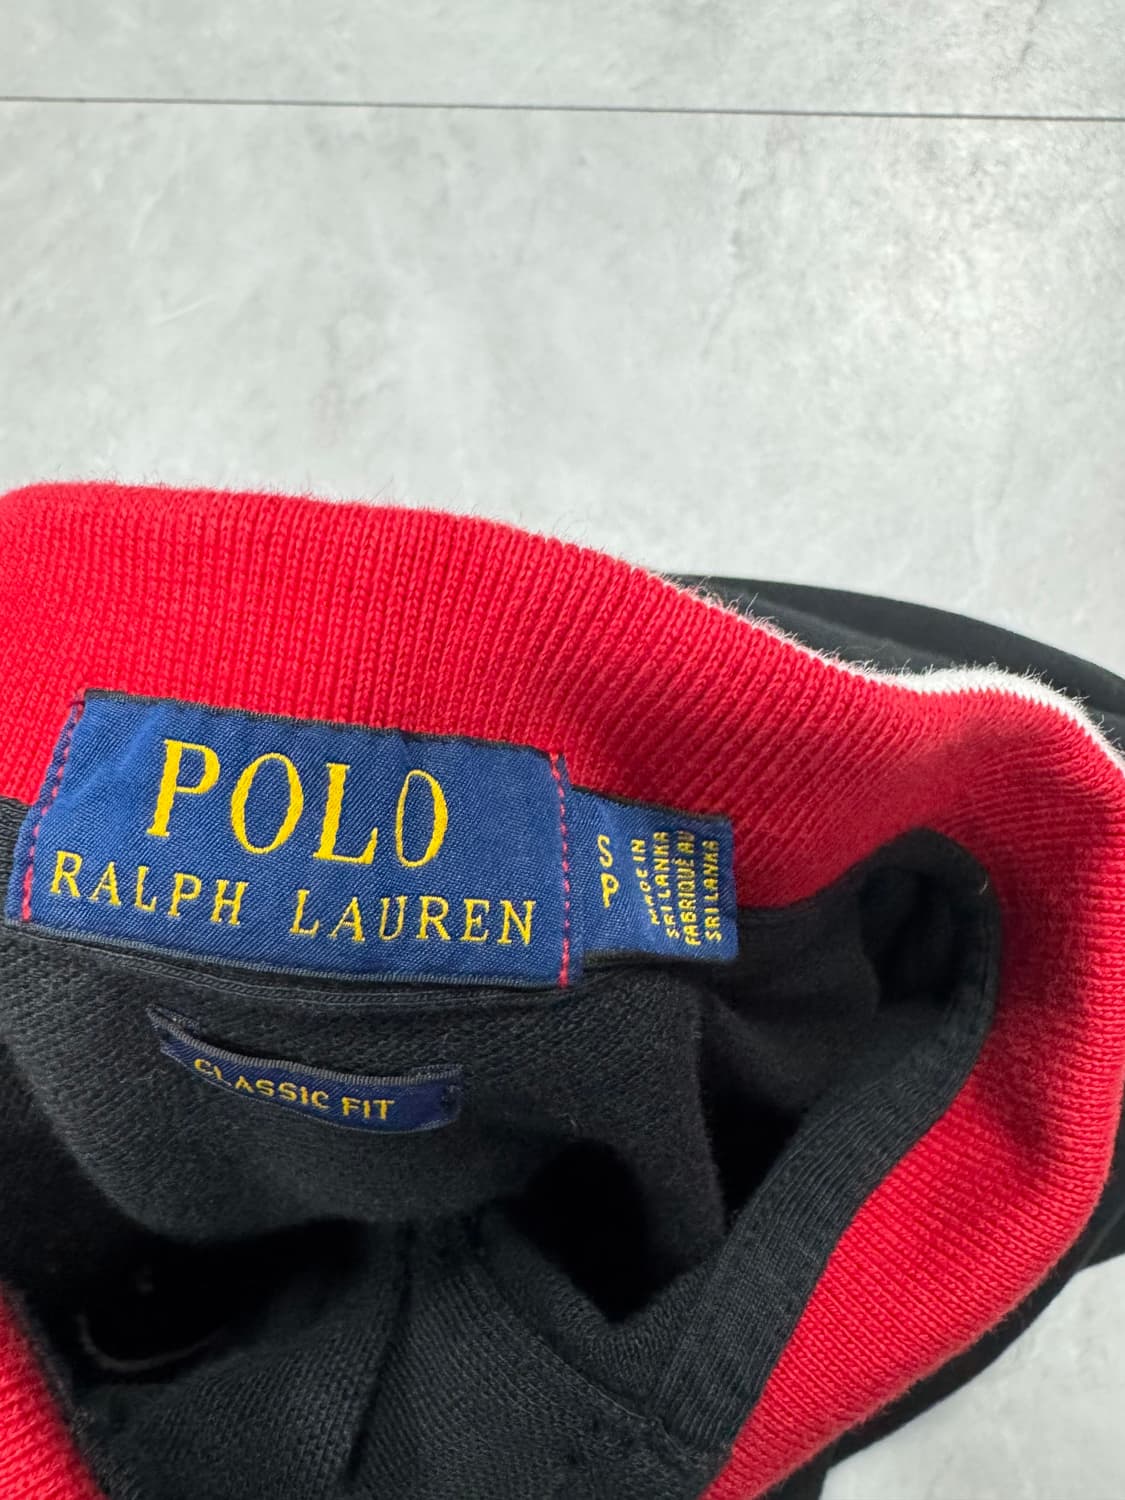 POLO
RALPH LAUREN
S
P
MADE IN
SRI LANKA
FABRIQUÉ AU
SRI LANKA
CLASSIC FIT